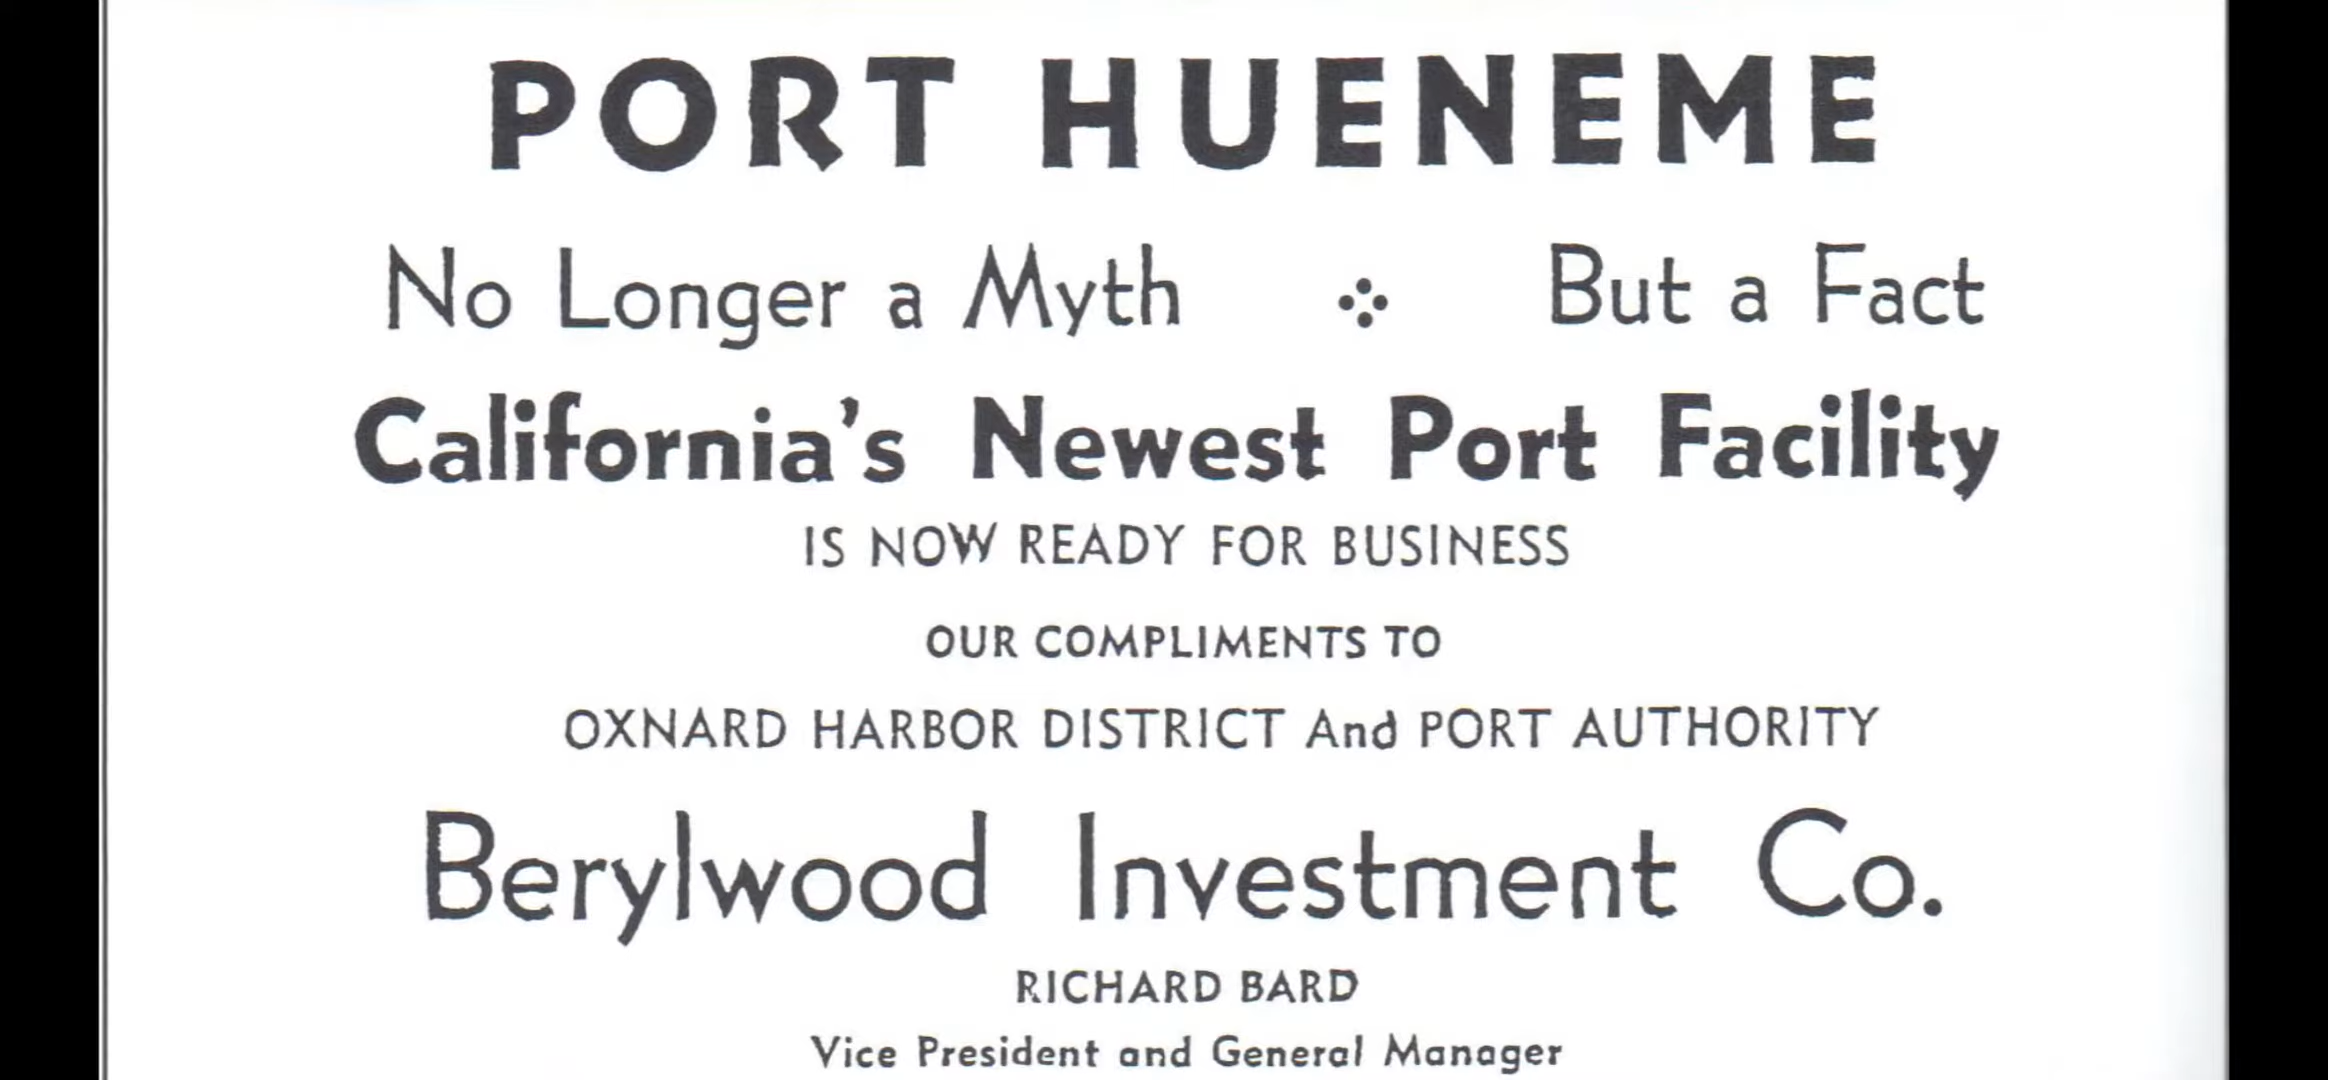 PORT HUENEME
No Longer a Myth But a Fact
California's Newest Port Facility
IS NOW READY FOR BUSINESS
OUR COMPLIMENTS TO
OXNARD HARBOR DISTRICT And PORT AUTHORITY
Berylwood Investment Co.
RICHARD BARD
Vice President and General Manager